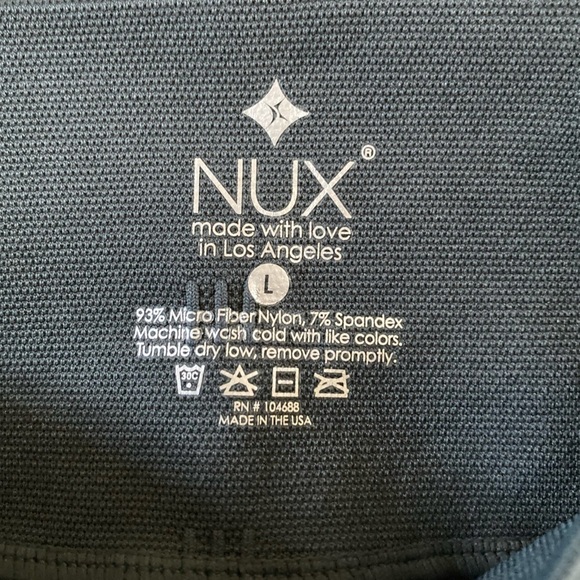 NUX®
made with love
in Los Angeles
L
93% Micro Fiber Nylon, 7% Spandex
Machine wash cold with like colors.
Tumble dry low, remove promptly.
30C
RN # 104688
MADE IN THE USA